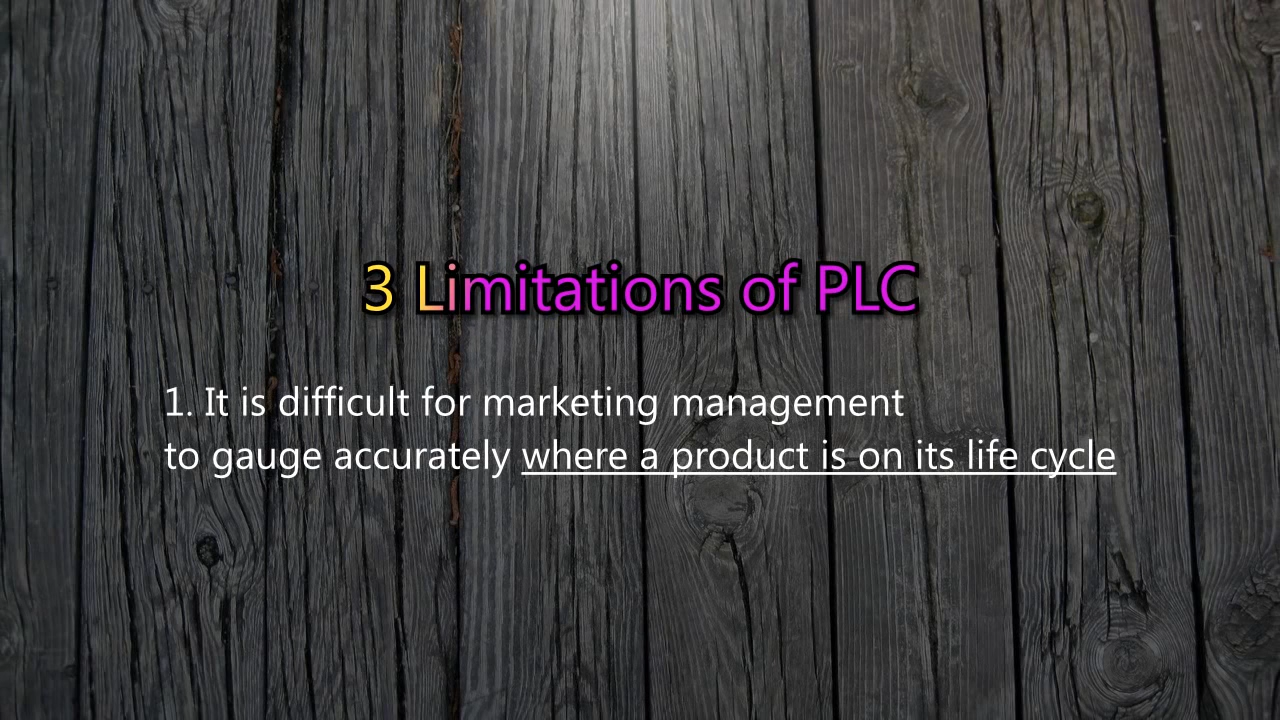 3 Limitations of PLC
1. It is difficult for marketing management
to gauge accurately where a product is on its life cycle